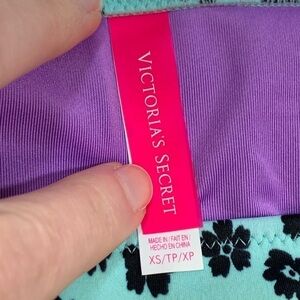 VICTORIA'S SECRET
MADE IN / FAIT EN /
HECHO EN CHINA
XS/TP/XP